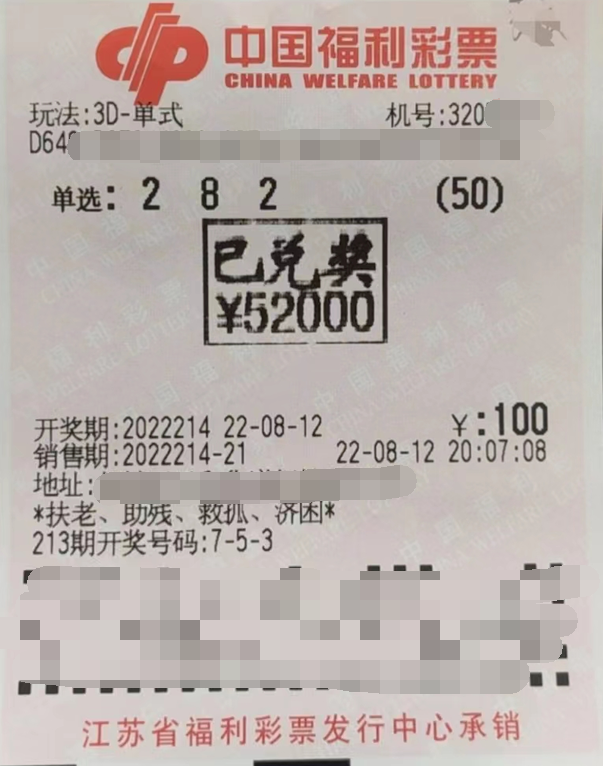 中国福利彩票
CHINA WELFARE LOTTERY
玩法:3D-单式 机号:320
D64
单选: 2 8 2 (50)
已兑奖
¥52000
开奖期:2022214 22-08-12 ¥:100
销售期:2022214-21 22-08-12 20:07:08
地址:
*扶老、助残、救孤、济困*
213期开奖号码:7-5-3
江苏省福利彩票发行中心承销